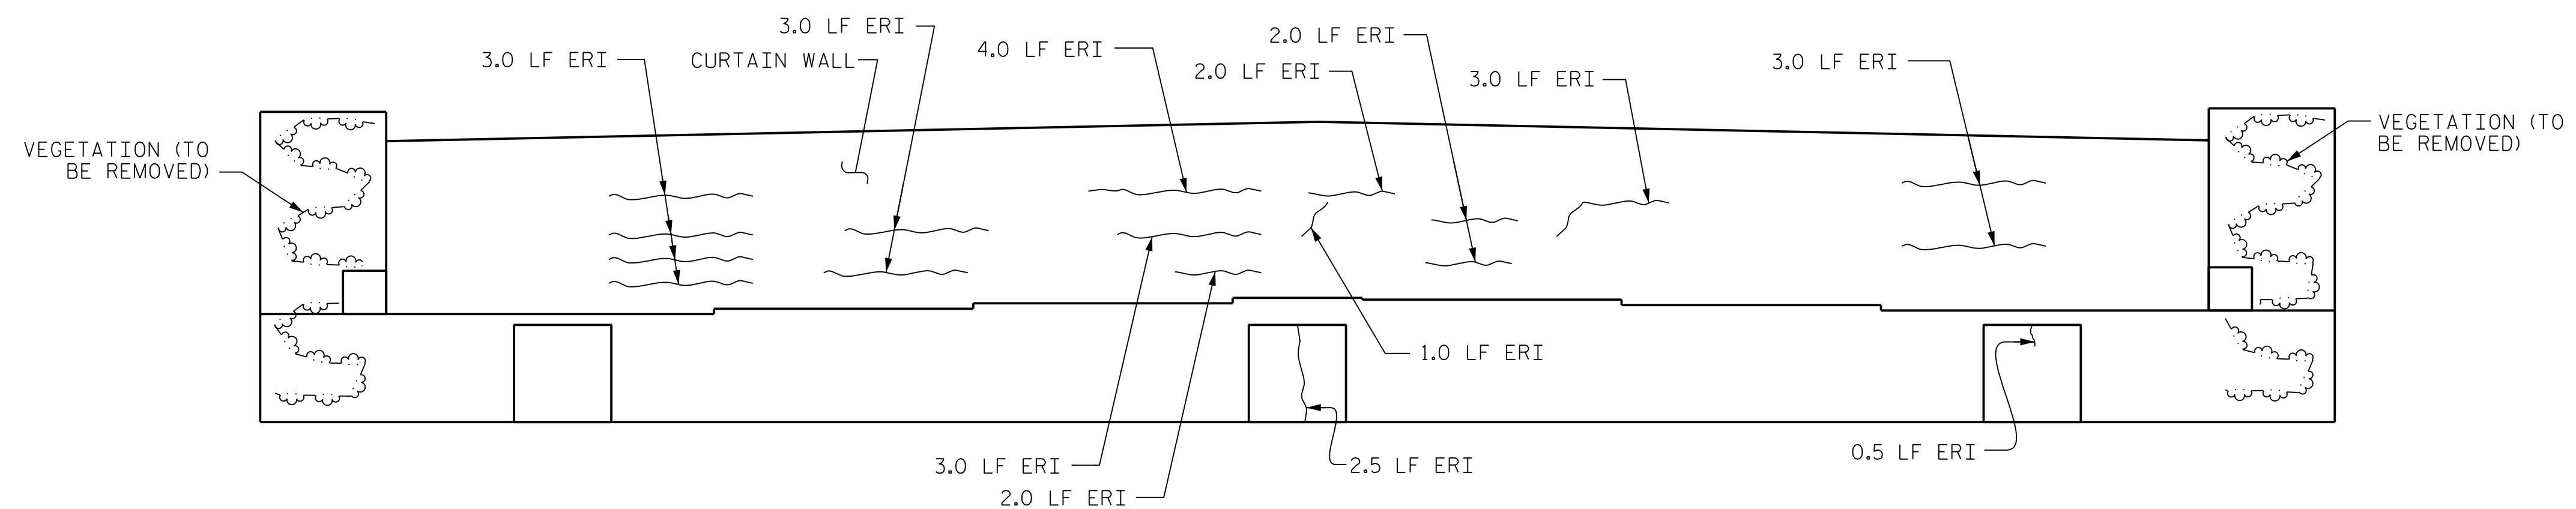 3.0 LF ERI
2.0 LF ERI
4.0 LF ERI
3.0 LF ERI
CURTAIN WALL
3.0 LF ERI
2.0 LF ERI
3.0 LF ERI
VEGETATION (TO
BE REMOVED)
VEGETATION (TO
BE REMOVED)
1.0 LF ERI
0.5 LF ERI
3.0 LF ERI
2.5 LF ERI
2.0 LF ERI